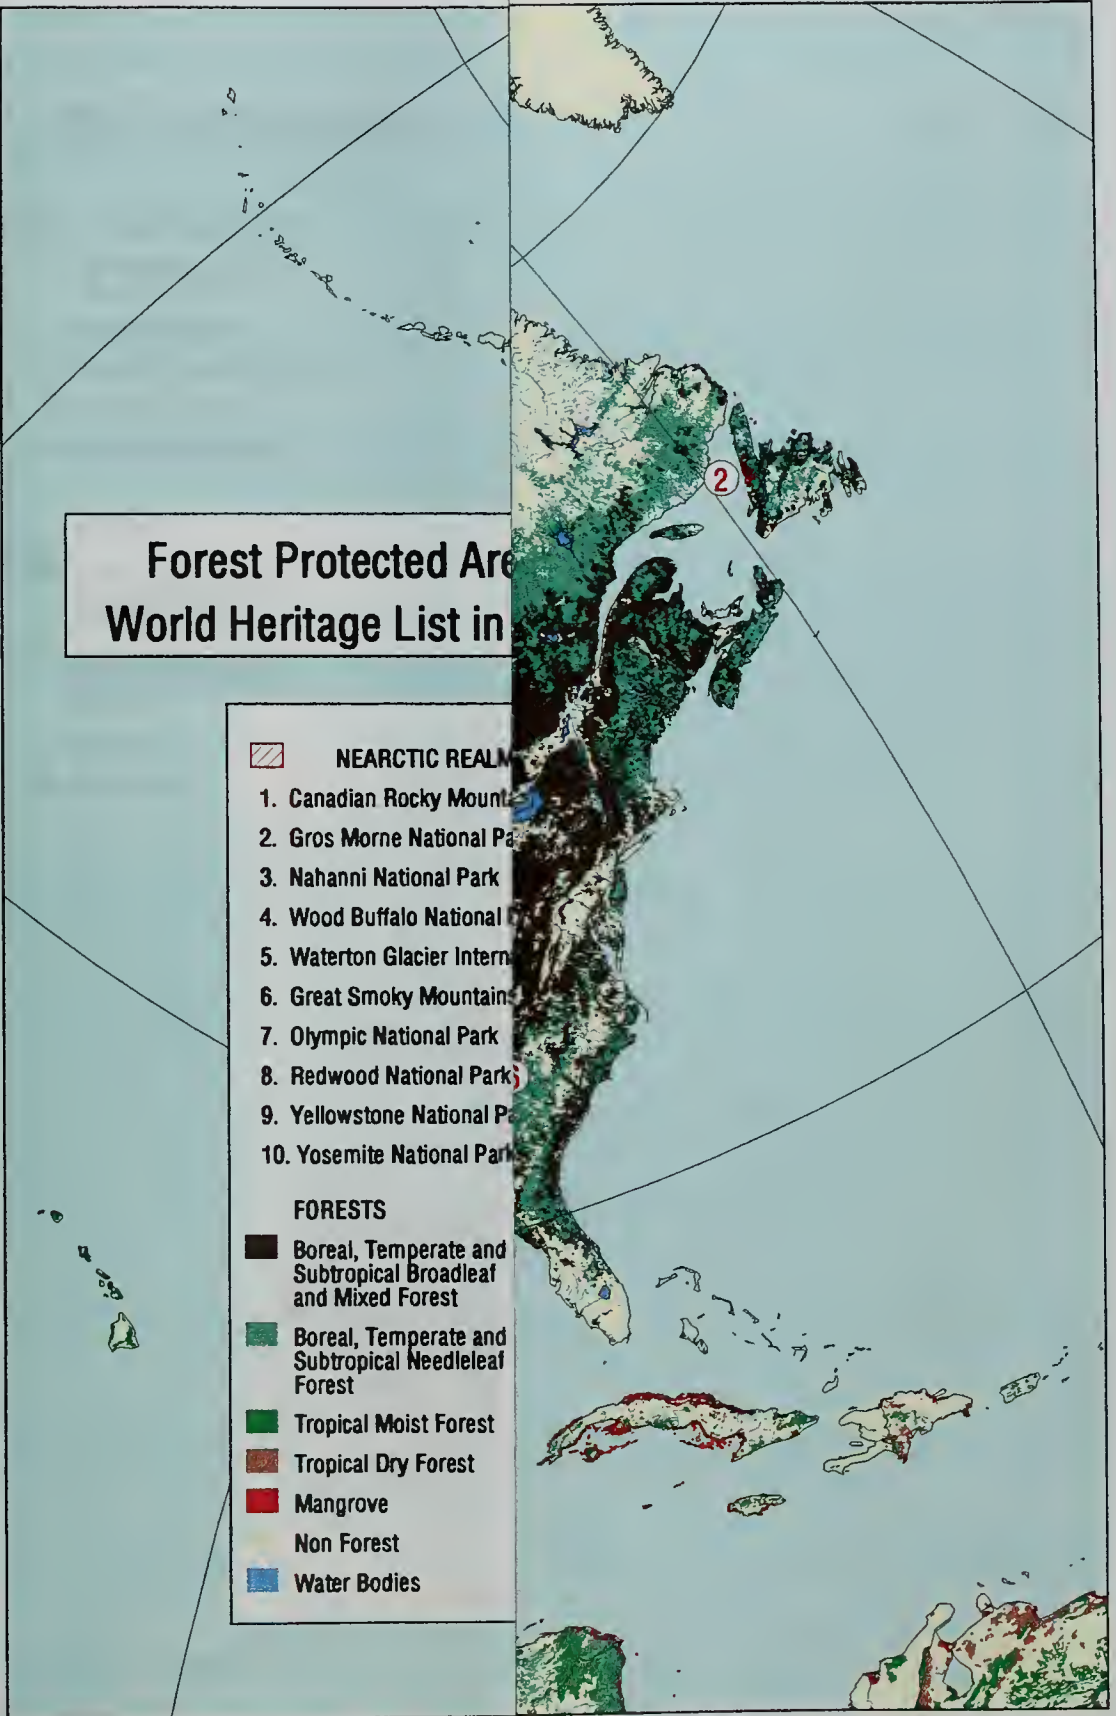 Forest Protected Are
World Heritage List in
NEARCTIC REALM
1. Canadian Rocky Mount
2. Gros Morne National Pa
3. Nahanni National Park
4. Wood Buffalo National
5. Waterton Glacier Intern
6. Great Smoky Mountains
7. Olympic National Park
8. Redwood National Park
9. Yellowstone National Pa
10. Yosemite National Park
FORESTS
Boreal, Temperate and
Subtropical Broadleaf
and Mixed Forest
Boreal, Temperate and
Subtropical Needleleaf
Forest
Tropical Moist Forest
Tropical Dry Forest
Mangrove
Non Forest
Water Bodies
2
6